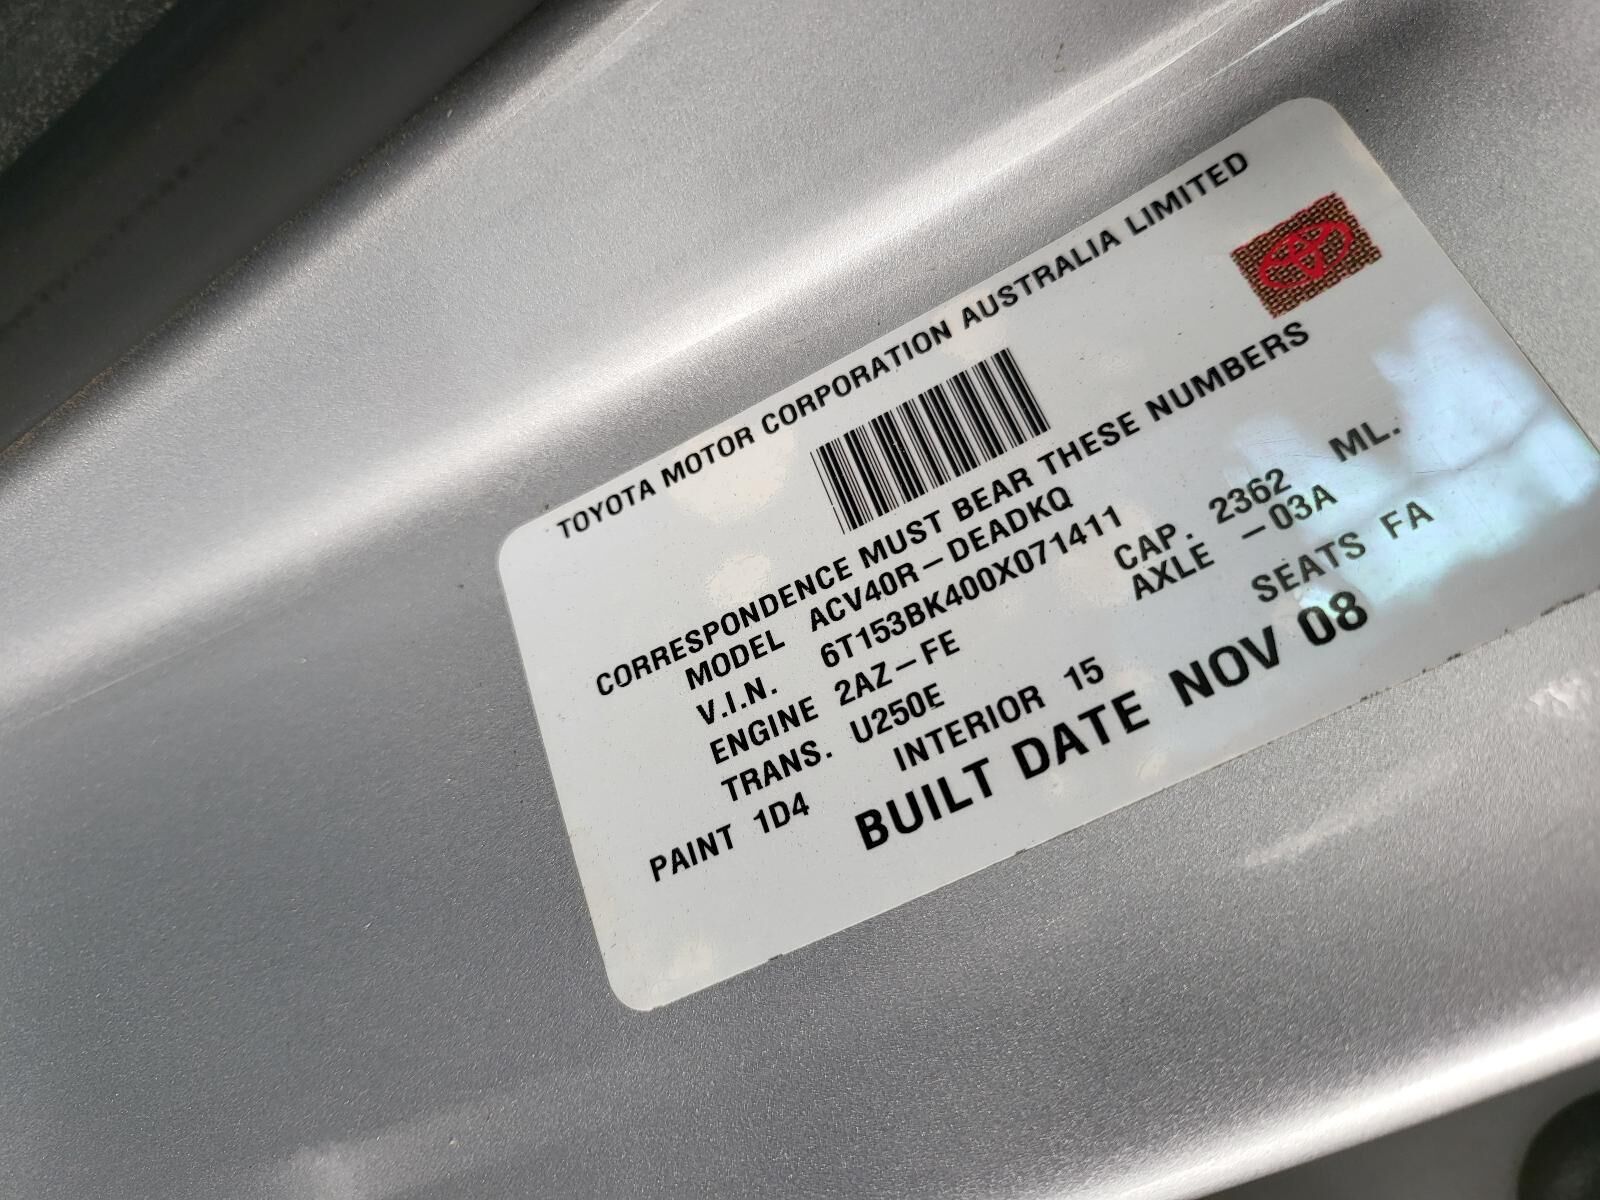 TOYOTA MOTOR CORPORATION AUSTRALIA LIMITED
CORRESPONDENCE MUST BEAR THESE NUMBERS
MODEL ACV40R-DEADKQ
V.I.N. 6T153BK400X071411
ENGINE 2AZ-FE CAP. 2362 ML.
TRANS. U250E AXLE -03A
PAINT 1D4 INTERIOR 15 SEATS FA
BUILT DATE NOV 08